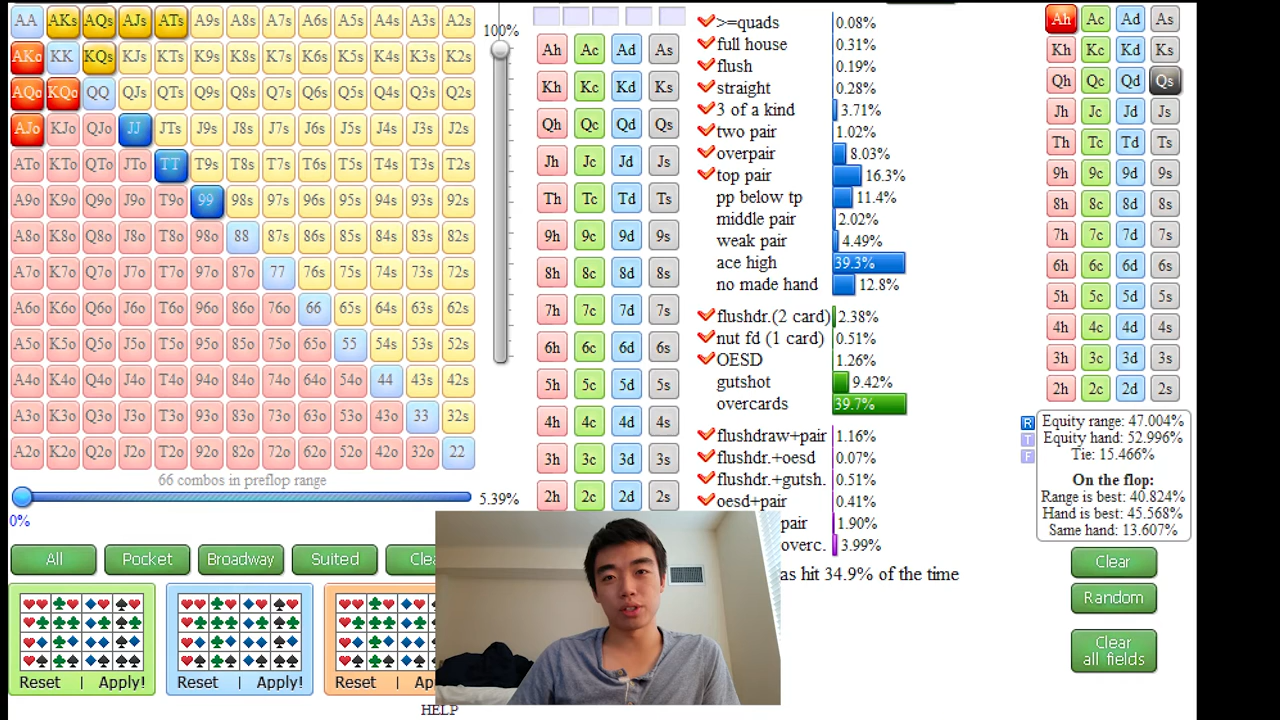 AA AKs AQs AJs ATs A9s A8s A7s A6s A5s A4s A3s A2s
AKo KK KQs KJs KTs K9s K8s K7s K6s K5s K4s K3s K2s
AQo KQo QQ QJs QTs Q9s Q8s Q7s Q6s Q5s Q4s Q3s Q2s
AJo KJo QJo JJ JTs J9s J8s J7s J6s J5s J4s J3s J2s
ATo KTo QTo JTo TT T9s T8s T7s T6s T5s T4s T3s T2s
A9o K9o Q9o J9o T9o 99 98s 97s 96s 95s 94s 93s 92s
A8o K8o Q8o J8o T8o 98o 88 87s 86s 85s 84s 83s 82s
A7o K7o Q7o J7o T7o 97o 87o 77 76s 75s 74s 73s 72s
A6o K6o Q6o J6o T6o 96o 86o 76o 66 65s 64s 63s 62s
A5o K5o Q5o J5o T5o 95o 85o 75o 65o 55 54s 53s 52s
A4o K4o Q4o J4o T4o 94o 84o 74o 64o 54o 44 43s 42s
A3o K3o Q3o J3o T3o 93o 83o 73o 63o 53o 43o 33 32s
A2o K2o Q2o J2o T2o 92o 82o 72o 62o 52o 42o 32o 22
66 combos in preflop range
5.39%
0%
100%
All Pocket Broadway Suited Clea
Reset | Apply!
Reset | Apply!
Reset | Ap
HELP
Ah Ac Ad As
Kh Kc Kd Ks
Qh Qc Qd Qs
Jh Jc Jd Js
Th Tc Td Ts
9h 9c 9d 9s
8h 8c 8d 8s
7h 7c 7d 7s
6h 6c 6d 6s
5h 5c 5d 5s
4h 4c 4d 4s
3h 3c 3d 3s
2h 2c 2d 2s
>=quads 0.08%
full house 0.31%
flush 0.19%
straight 0.28%
3 of a kind 3.71%
two pair 1.02%
overpair 8.03%
top pair 16.3%
pp below tp 11.4%
middle pair 2.02%
weak pair 4.49%
ace high 39.3%
no made hand 12.8%
flushdr.(2 card) 2.38%
nut fd (1 card) 0.51%
OESD 1.26%
gutshot 9.42%
overcards 39.7%
flushdraw+pair 1.16%
flushdr.+oesd 0.07%
flushdr.+gutsh. 0.51%
oesd+pair 0.41%
pair 1.90%
overc. 3.99%
as hit 34.9% of the time
Ah Ac Ad As
Kh Kc Kd Ks
Qh Qc Qd Qs
Jh Jc Jd Js
Th Tc Td Ts
9h 9c 9d 9s
8h 8c 8d 8s
7h 7c 7d 7s
6h 6c 6d 6s
5h 5c 5d 5s
4h 4c 4d 4s
3h 3c 3d 3s
2h 2c 2d 2s
R
T
F
Equity range: 47.004%
Equity hand: 52.996%
Tie: 15.466%
On the flop:
Range is best: 40.824%
Hand is best: 45.568%
Same hand: 13.607%
Clear
Random
Clear
all fields